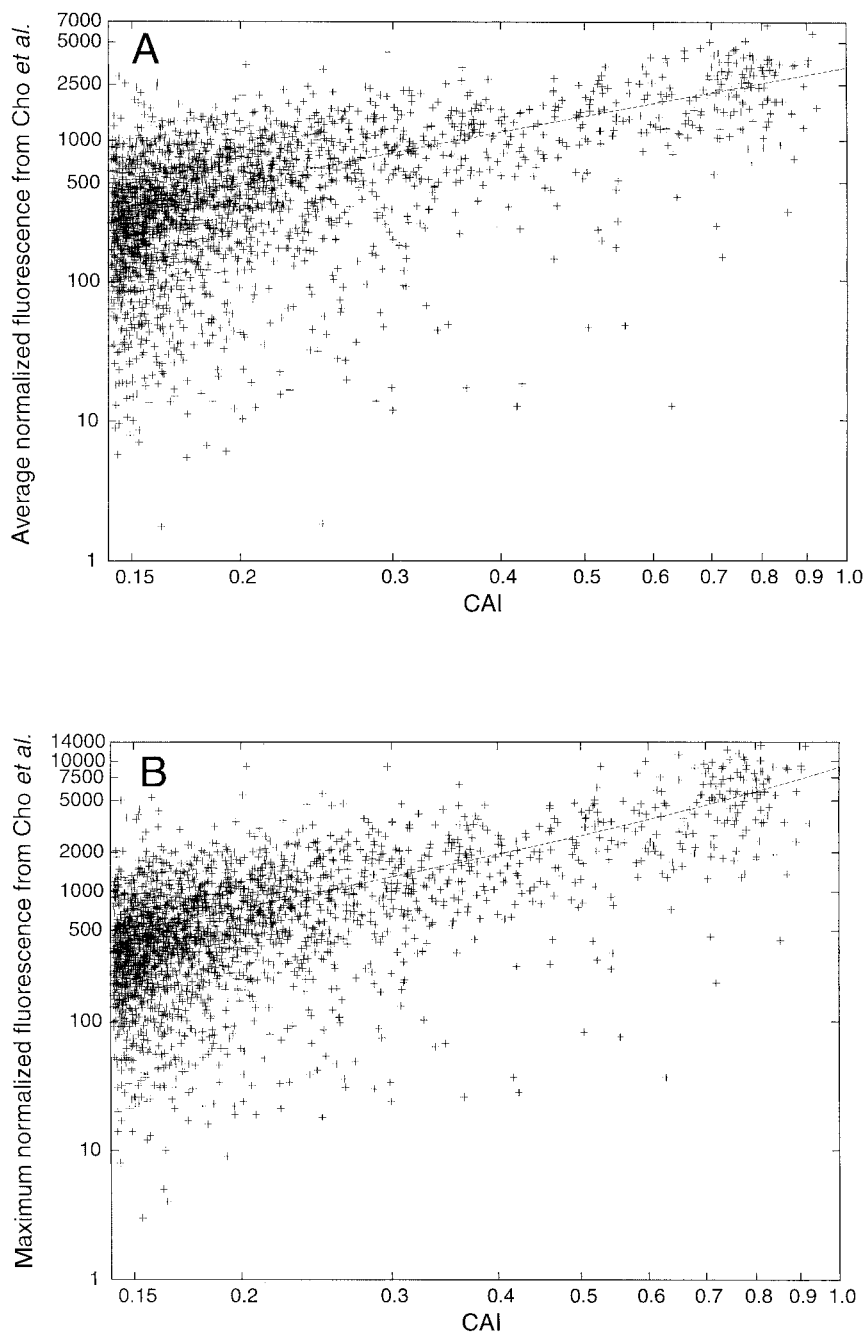 A
Average normalized fluorescence from Cho et al.
7000
5000
2500
1000
500
100
10
1
0.15 0.2 0.3 0.4 0.5 0.6 0.7 0.8 0.9 1.0
CAI
B
Maximum normalized fluorescence from Cho et al.
14000
10000
7500
5000
2000
1000
500
100
10
1
0.15 0.2 0.3 0.4 0.5 0.6 0.7 0.8 0.9 1.0
CAI